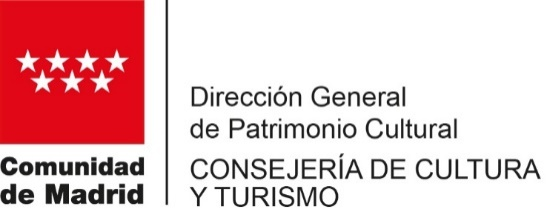 Comunidad
de Madrid
Dirección General
de Patrimonio Cultural
CONSEJERÍA DE CULTURA
Y TURISMO